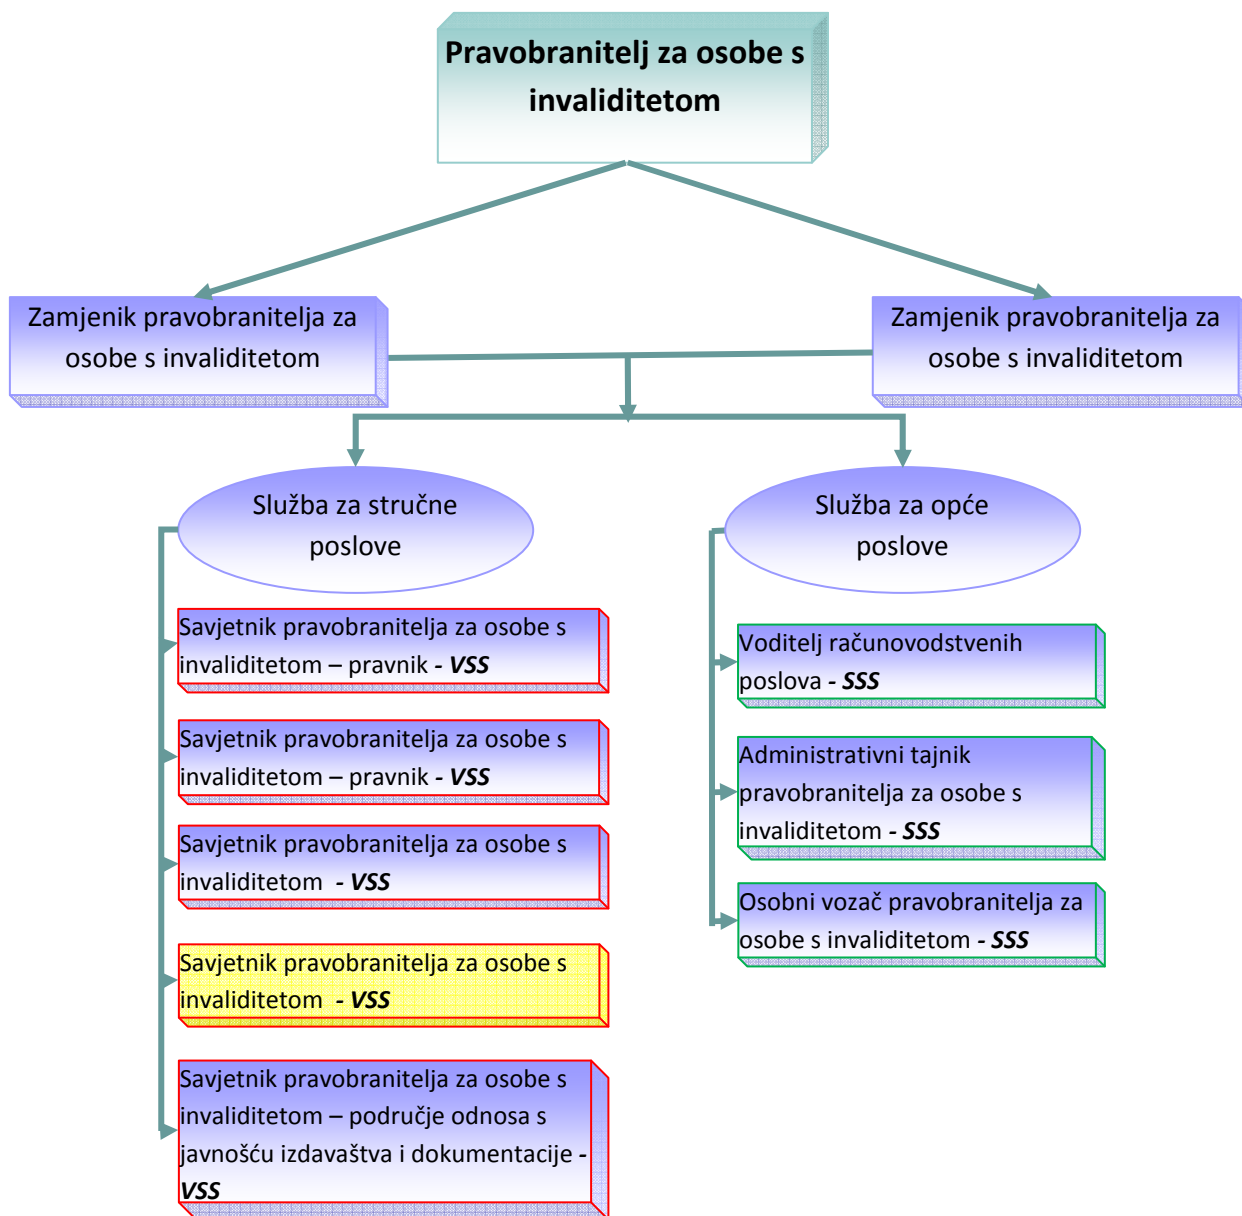 Pravobranitelj za osobe s
invaliditetom
Zamjenik pravobranitelja za
osobe s invaliditetom
Zamjenik pravobranitelja za
osobe s invaliditetom
Služba za stručne
poslove
Služba za opće
poslove
Savjetnik pravobranitelja za osobe s
invaliditetom – pravnik - VSS
Savjetnik pravobranitelja za osobe s
invaliditetom – pravnik - VSS
Savjetnik pravobranitelja za osobe s
invaliditetom - VSS
Savjetnik pravobranitelja za osobe s
invaliditetom - VSS
Savjetnik pravobranitelja za osobe s
invaliditetom – područje odnosa s
javnošću izdavaštva i dokumentacije -
VSS
Voditelj računovodstvenih
poslova - SSS
Administrativni tajnik
pravobranitelja za osobe s
invaliditetom - SSS
Osobni vozač pravobranitelja za
osobe s invaliditetom - SSS